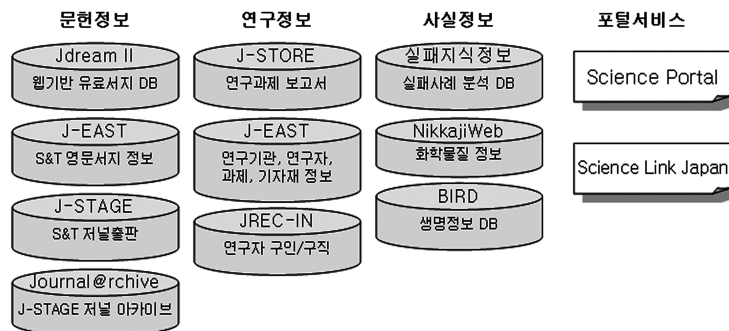 문헌정보
Jdream II
웹기반 유료서지 DB
J-EAST
S&T 영문서지 정보
J-STAGE
S&T 저널출판
Journal@rchive
J-STAGE 저널 아카이브
연구정보
J-STORE
연구과제 보고서
J-EAST
연구기관, 연구자,
과제, 기자재 정보
JREC-IN
연구자 구인/구직
사실정보
실패지식정보
실패사례 분석 DB
NikkajiWeb
화학물질 정보
BIRD
생명정보 DB
포털서비스
Science Portal
Science Link Japan